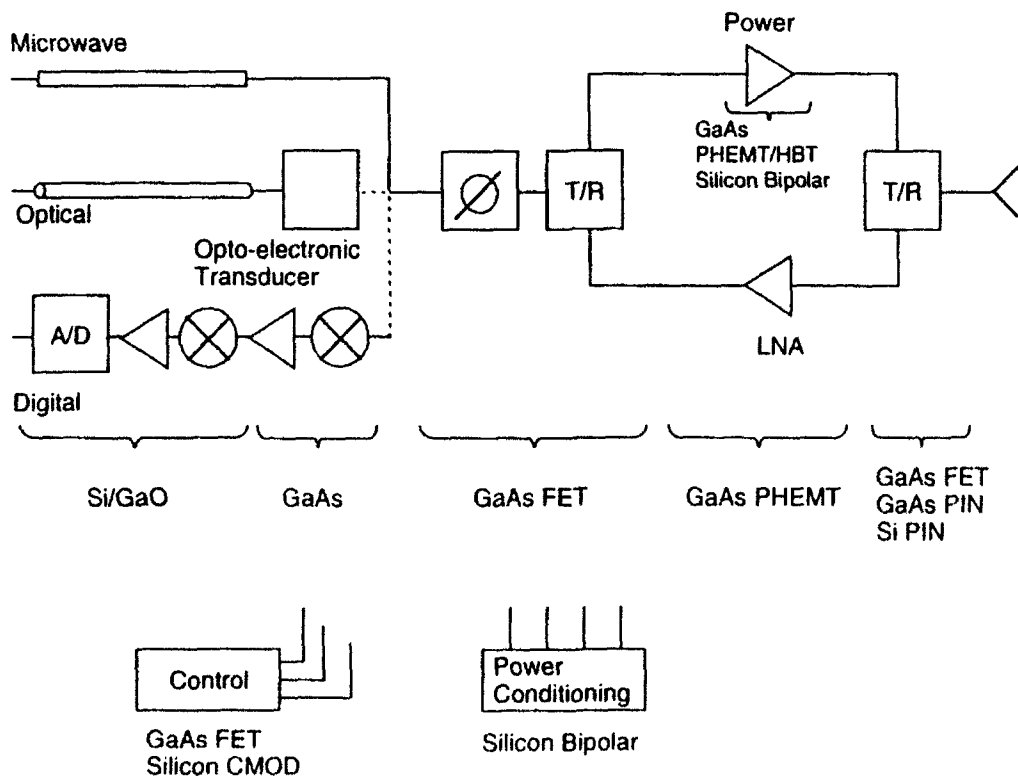 Microwave
Power
GaAs
PHEMT/HBT
Silicon Bipolar
Optical
Opto-electronic
Transducer
T/R
T/R
A/D
LNA
Digital
Si/GaO
GaAs
GaAs FET
GaAs PHEMT
GaAs FET
GaAs PIN
Si PIN
Control
GaAs FET
Silicon CMOD
Power
Conditioning
Silicon Bipolar